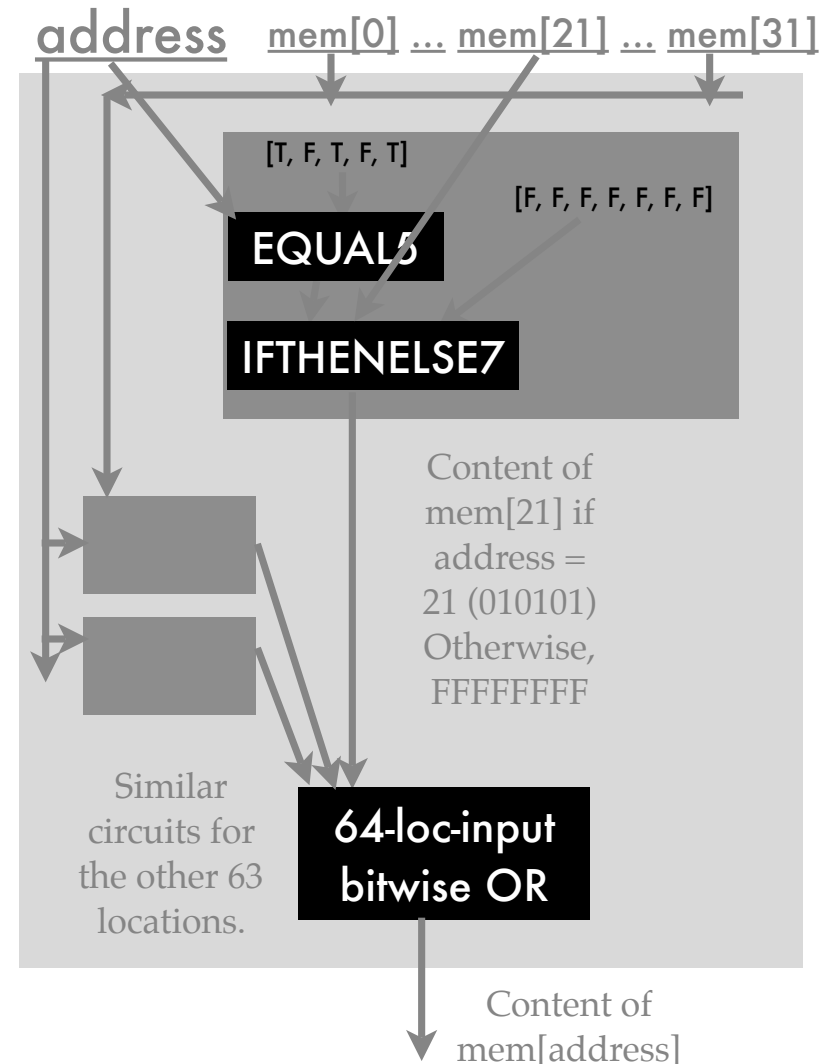 address mem[0] ... mem[21] ... mem[31]
[T, F, T, F, T]
[F, F, F, F, F, F, F]
EQUAL5
IFTHENELSE7
Content of
mem[21] if
address =
21 (010101)
Otherwise,
FFFFFFFF
Similar
circuits for
the other 63
locations.
64-loc-input
bitwise OR
Content of
mem[address]